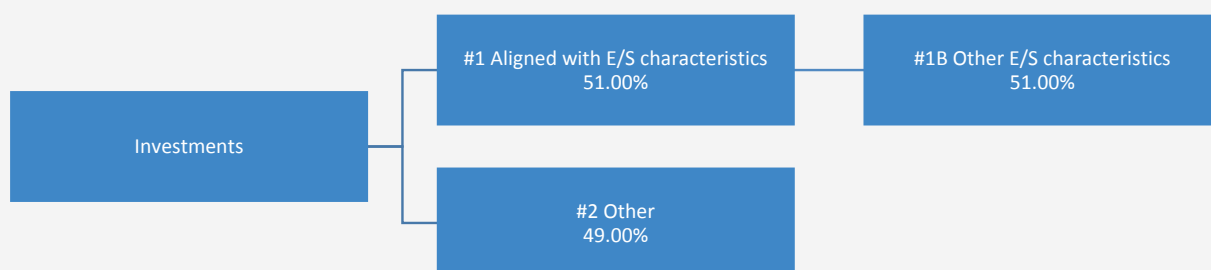 Investments
#1 Aligned with E/S characteristics
51.00%
#1B Other E/S characteristics
51.00%
#2 Other
49.00%